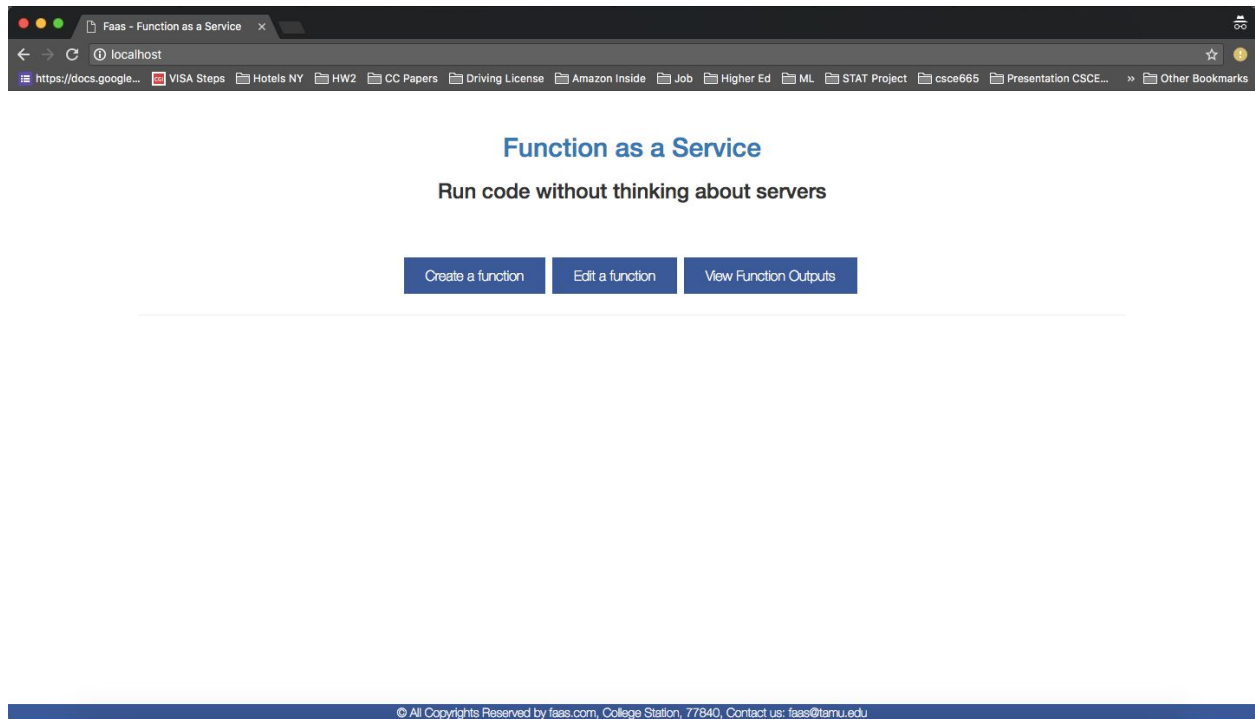 Faas - Function as a Service
localhost
https://docs.google... CGI VISA Steps Hotels NY HW2 CC Papers Driving License Amazon Inside Job Higher Ed ML STAT Project csce665 Presentation CSCE... » Other Bookmarks
Function as a Service
Run code without thinking about servers
Create a function Edit a function View Function Outputs
© All Copyrights Reserved by faas.com, College Station, 77840, Contact us: faas@tamu.edu